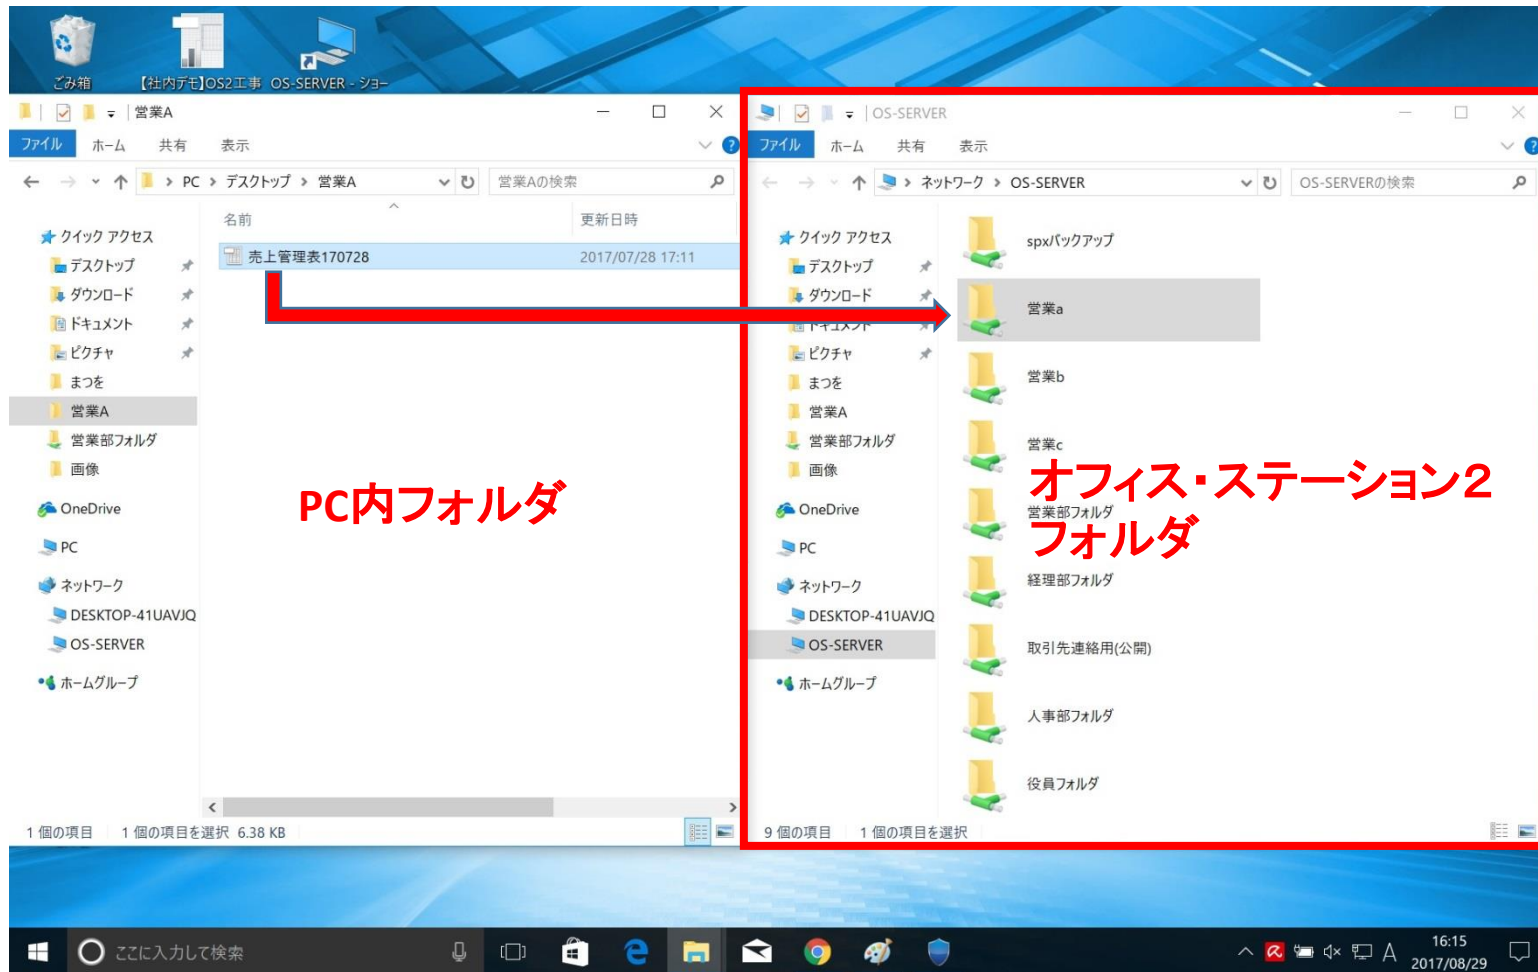 ごみ箱
【社内デモ】OS2工事
OS-SERVER - ショー
営業A
ファイル ホーム 共有 表示
PC › デスクトップ › 営業A
営業Aの検索
名前 更新日時
クイック アクセス
デスクトップ
ダウンロード
ドキュメント
ピクチャ
まつを
営業A
営業部フォルダ
画像
OneDrive
PC
ネットワーク
DESKTOP-41UAVJQ
OS-SERVER
ホームグループ
売上管理表170728 2017/07/28 17:11
PC内フォルダ
1 個の項目 1 個の項目を選択 6.38 KB
OS-SERVER
ファイル ホーム 共有 表示
ネットワーク › OS-SERVER
OS-SERVERの検索
クイック アクセス
デスクトップ
ダウンロード
ドキュメント
ピクチャ
まつを
営業A
営業部フォルダ
画像
OneDrive
PC
ネットワーク
DESKTOP-41UAVJQ
OS-SERVER
ホームグループ
spxバックアップ
営業a
営業b
営業c
営業部フォルダ
経理部フォルダ
取引先連絡用(公開)
人事部フォルダ
役員フォルダ
オフィス・ステーション２
フォルダ
9 個の項目 1 個の項目を選択
ここに入力して検索
A
16:15
2017/08/29